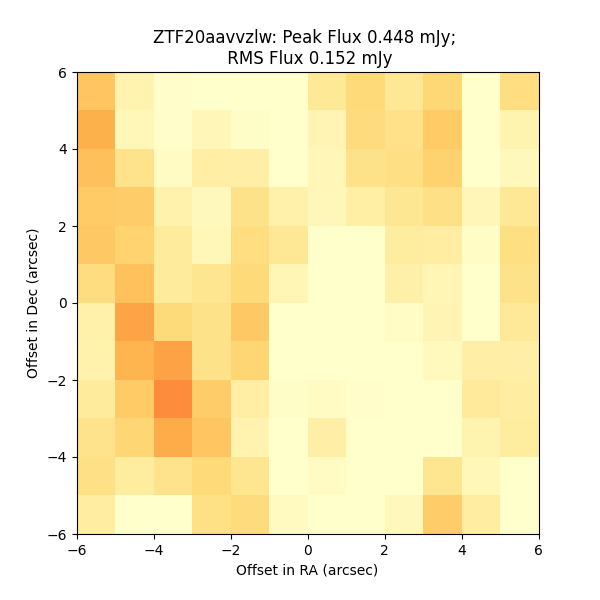 ZTF20aavvzlw: Peak Flux 0.448 mJy;
RMS Flux 0.152 mJy
6
4
2
0
−2
−4
−6
Offset in Dec (arcsec)
−6 −4 −2 0 2 4 6
Offset in RA (arcsec)